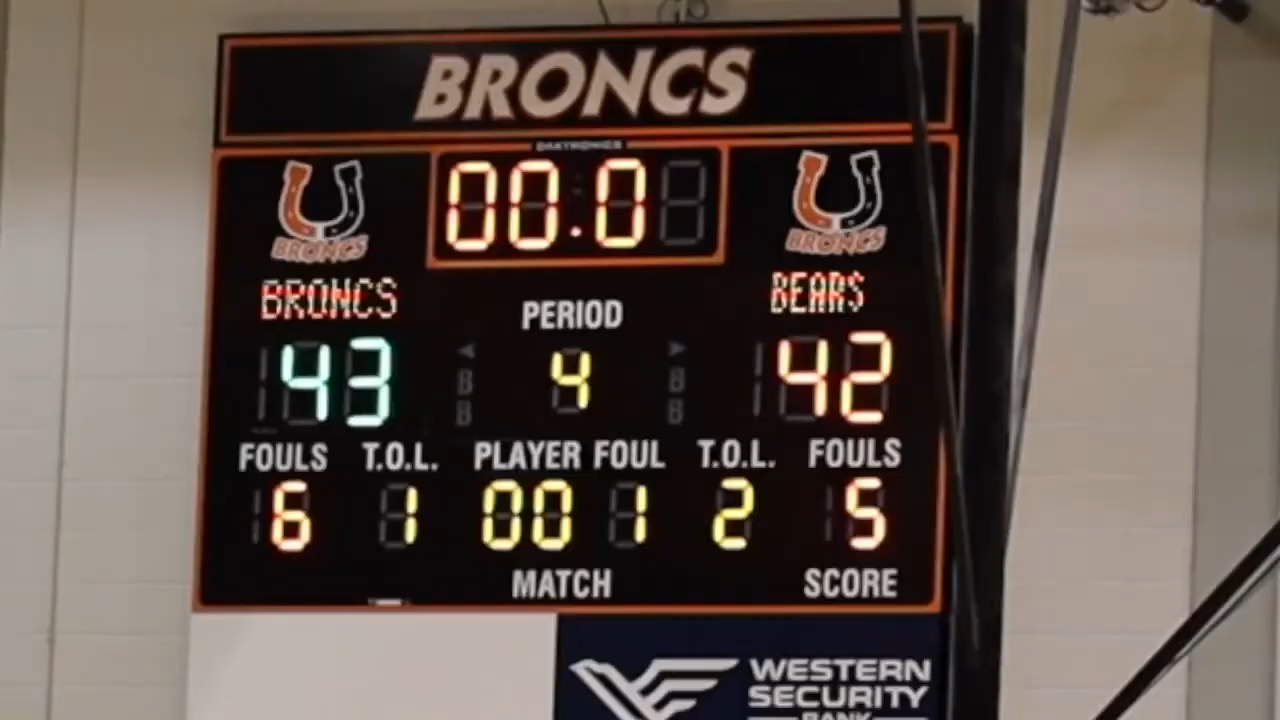 BRONCS
DAKTRONICS
00.0
BRONCS
BRONCS
BRONCS
BEARS
PERIOD
43
4
42
FOULS T.O.L. PLAYER FOUL T.O.L. FOULS
6 1 00 1 2 5
MATCH SCORE
WESTERN
SECURITY
BANK